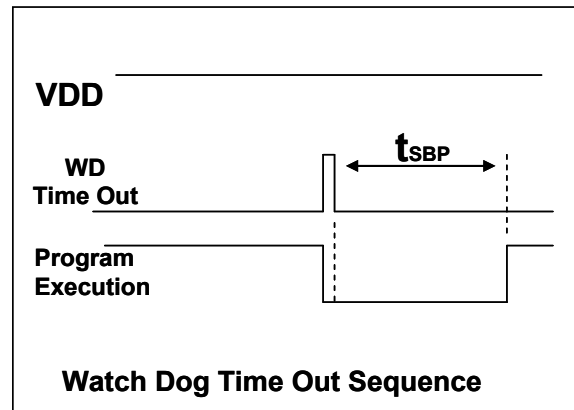 VDD
tSBP
WD
Time Out
Program
Execution
Watch Dog Time Out Sequence